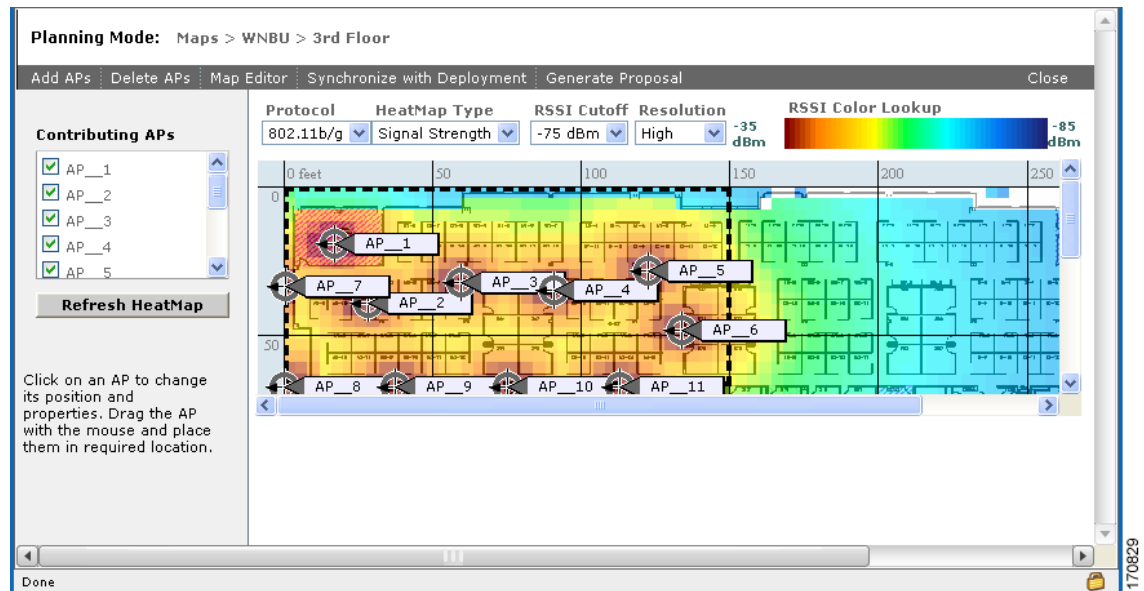 Planning Mode: Maps > WNBU > 3rd Floor
Add APs Delete APs Map Editor Synchronize with Deployment Generate Proposal Close
Protocol HeatMap Type RSSI Cutoff Resolution RSSI Color Lookup
802.11b/g Signal Strength -75 dBm High -35 dBm -85 dBm
Contributing APs
AP__1
AP__2
AP__3
AP__4
AP__5
Refresh HeatMap
Click on an AP to change
its position and
properties. Drag the AP
with the mouse and place
them in required location.
0 feet 50 100 150 200 250
0
AP__1
AP__5
AP__7 AP__3 AP__4
AP__2
AP__6
50
AP__8 AP__9 AP__10 AP__11
Done
170829